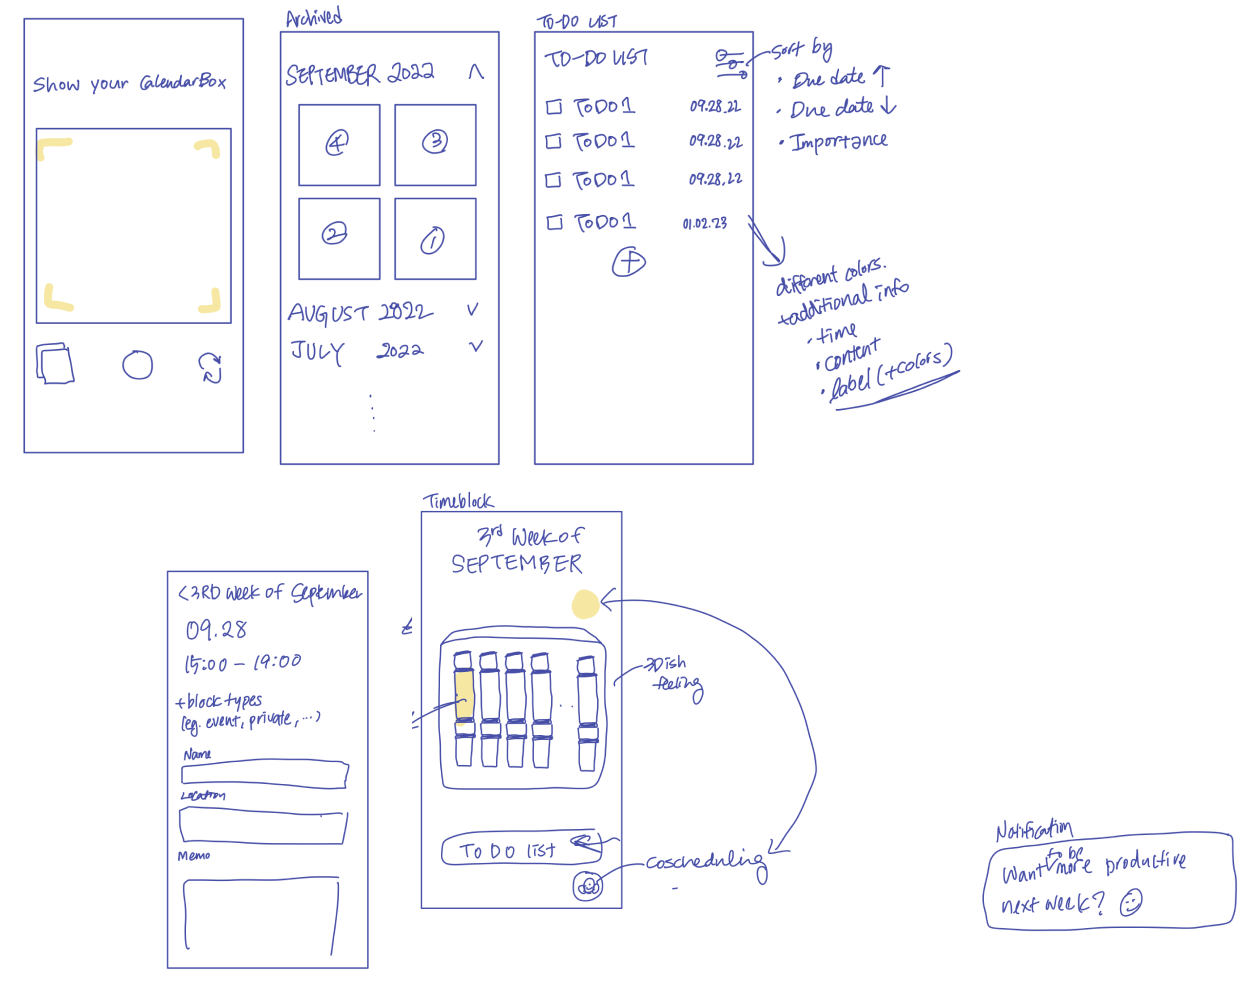 Show your CalendarBox
Archived
SEPTEMBER 2022
4
3
2
1
AUGUST 2022
JULY 2022
TO-DO LIST
TO-DO LIST
TODO1 09.28.22
TODO1 09.28.22
TODO1 09.28.22
TODO1 01.02.23
Sort by
· Due date ↑
· Due date ↓
· Importance
different colors.
+additional info
· time
· content
· label (+colors)
<3RD week of September
09.28
15:00 - 19:00
+block types
(eg. event, private, ...)
Name
Location
Memo
Timeblock
3rd Week of
SEPTEMBER
3Dish
feeling
TO DO list
coscheduling
Notification
Want to be more productive
next week?